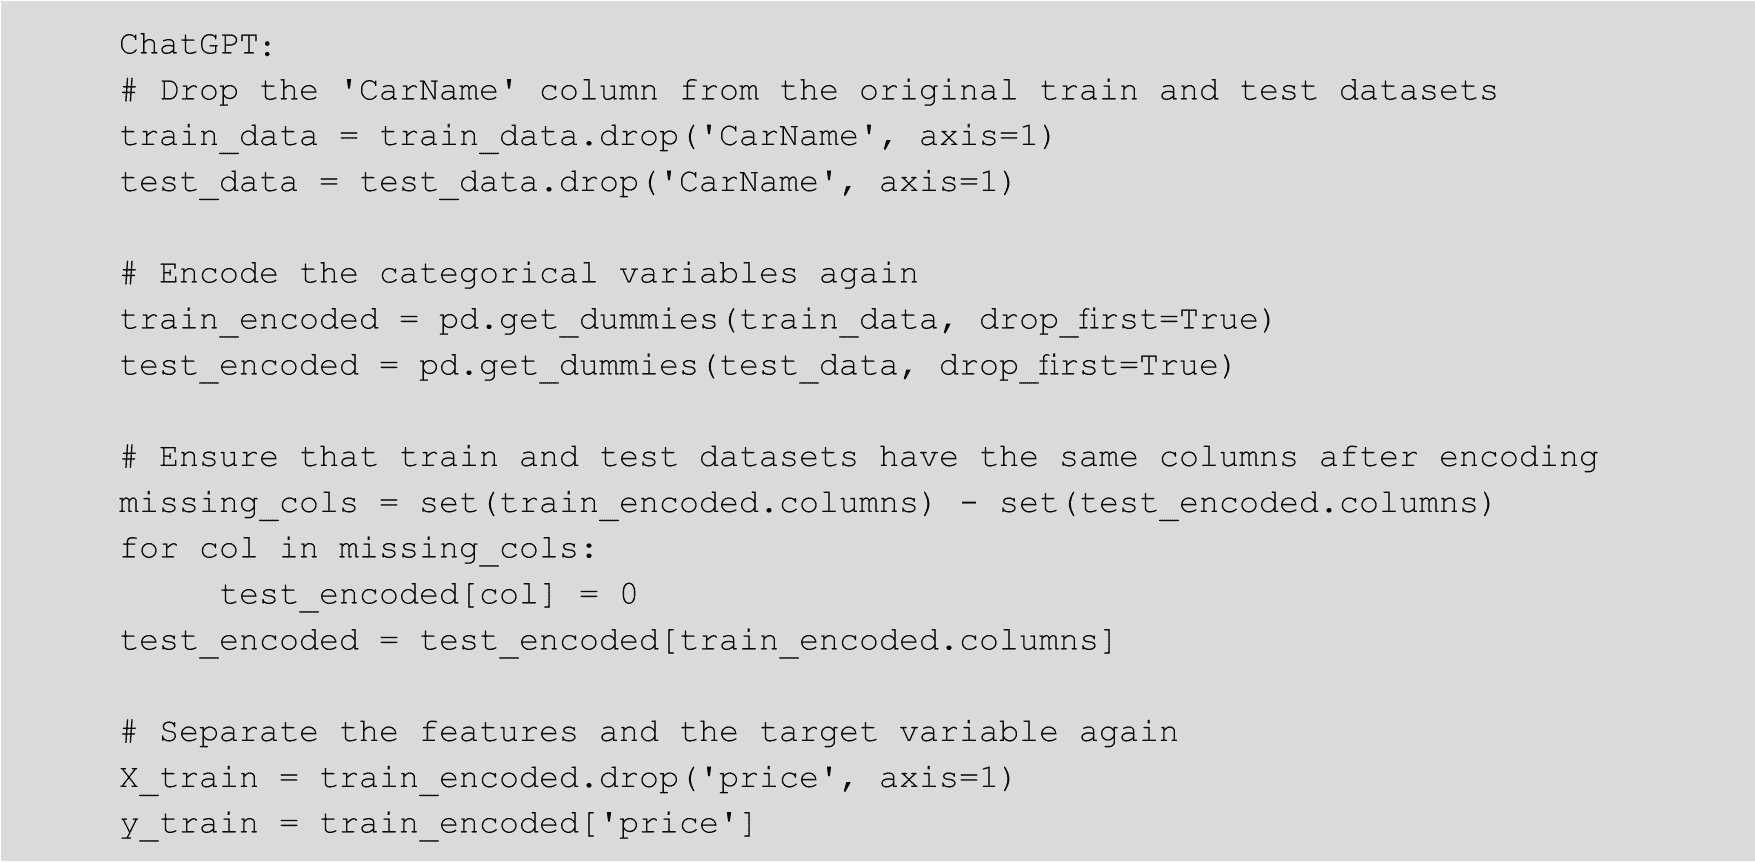 ChatGPT:
# Drop the 'CarName' column from the original train and test datasets
train_data = train_data.drop('CarName', axis=1)
test_data = test_data.drop('CarName', axis=1)
# Encode the categorical variables again
train_encoded = pd.get_dummies(train_data, drop_first=True)
test_encoded = pd.get_dummies(test_data, drop_first=True)
# Ensure that train and test datasets have the same columns after encoding
missing_cols = set(train_encoded.columns) - set(test_encoded.columns)
for col in missing_cols:
     test_encoded[col] = 0
test_encoded = test_encoded[train_encoded.columns]
# Separate the features and the target variable again
X_train = train_encoded.drop('price', axis=1)
y_train = train_encoded['price']